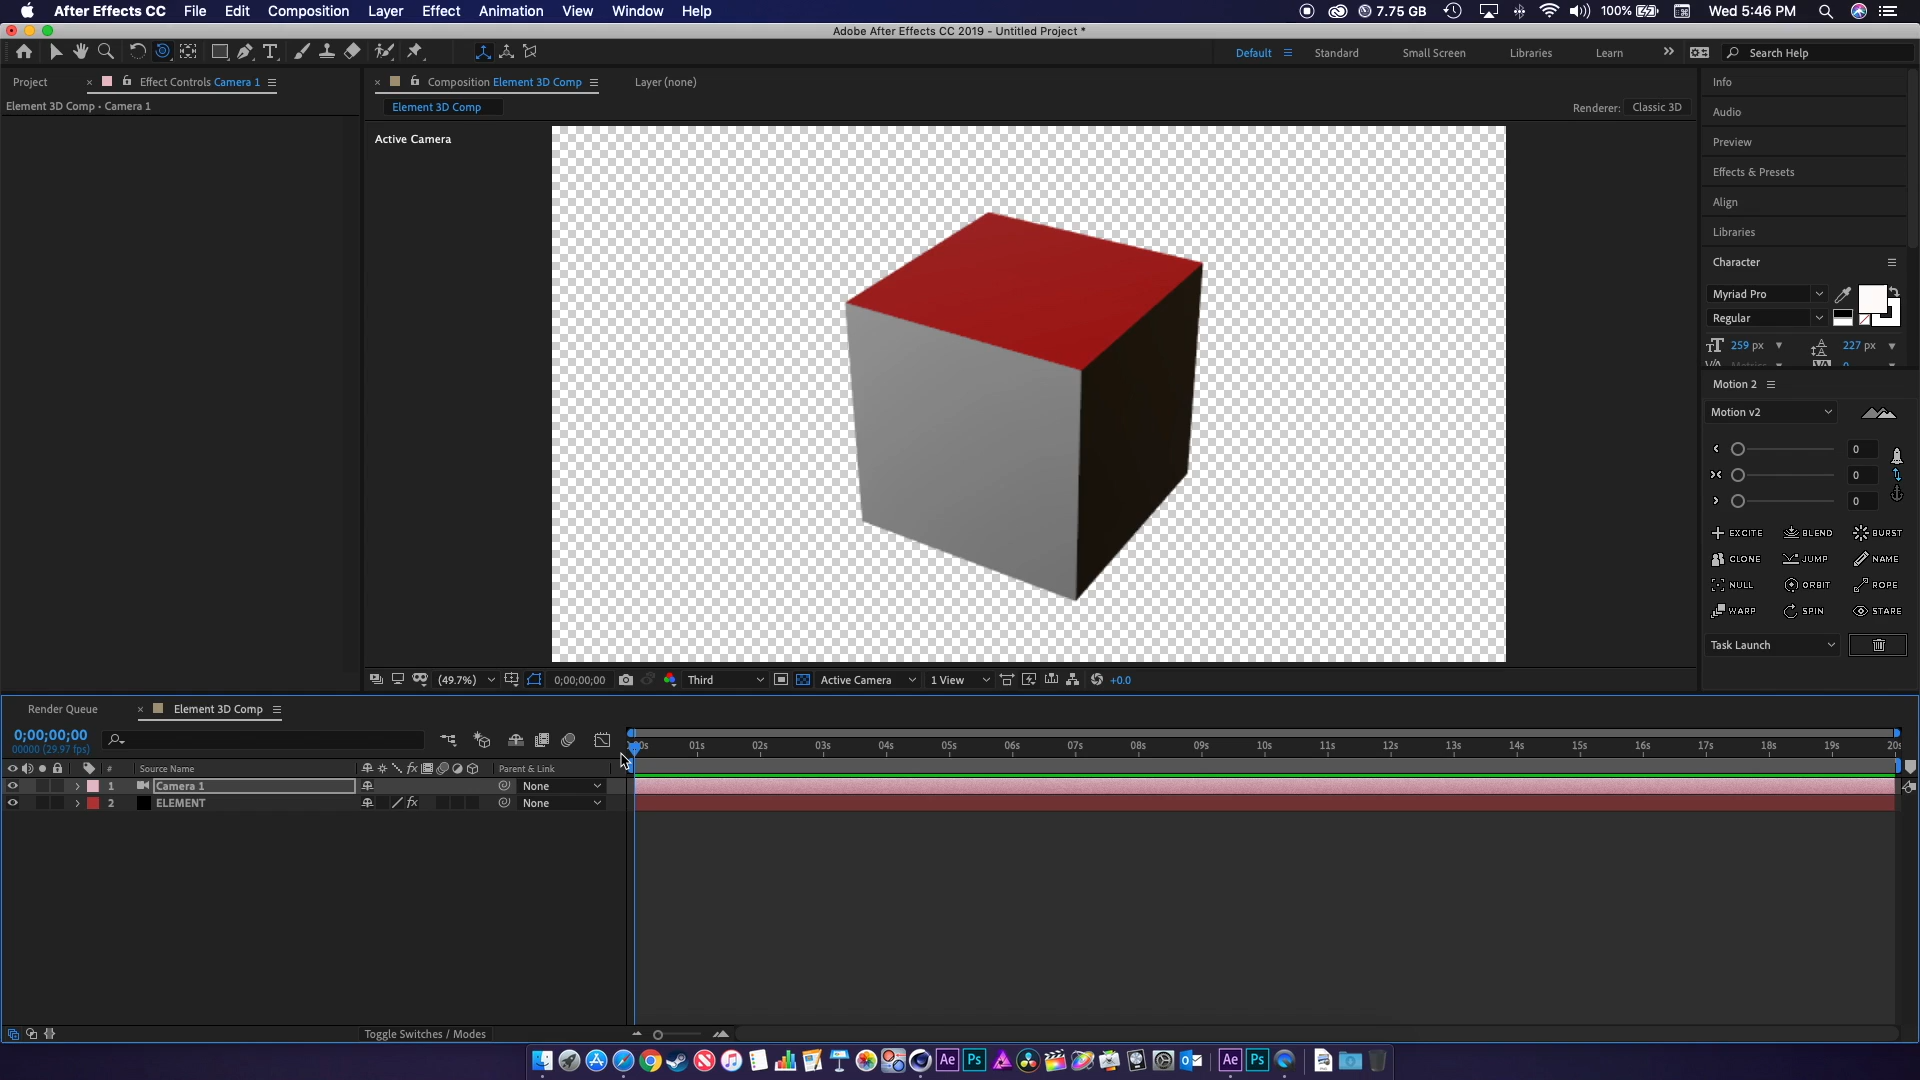 After Effects CC File Edit Composition Layer Effect Animation View Window Help 7.75 GB 100% Wed 5:46 PM
Adobe After Effects CC 2019 - Untitled Project *
Default Standard Small Screen Libraries Learn Search Help
Project Effect Controls Camera 1 Composition Element 3D Comp Layer (none) Info
Element 3D Comp • Camera 1 Element 3D Comp Renderer: Classic 3D
Audio
Active Camera
Preview
Effects & Presets
Align
Libraries
Character
Myriad Pro
Regular
259 px 227 px
Motion 2
Motion v2
0
0
0
EXCITE BLEND BURST
CLONE JUMP NAME
NULL ORBIT ROPE
WARP SPIN STARE
Task Launch
(49.7%) 0;00;00;00 Third Active Camera 1 View +0.0
Render Queue Element 3D Comp
0;00;00;00
00000 (29.97 fps)
01s 02s 03s 04s 05s 06s 07s 08s 09s 10s 11s 12s 13s 14s 15s 16s 17s 18s 19s
# Source Name fx Parent & Link
1 Camera 1 None
2 ELEMENT fx None
Toggle Switches / Modes
Ae Ps Ae Ps